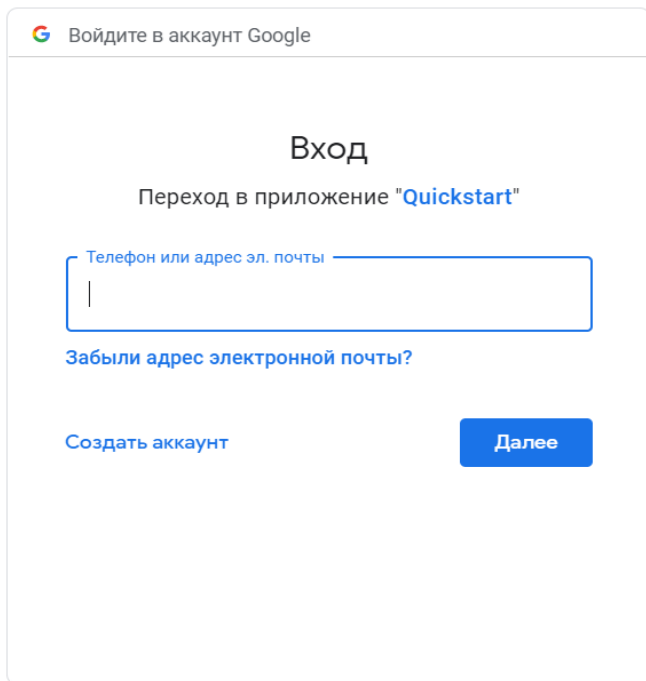 Войдите в аккаунт Google
Вход
Переход в приложение "Quickstart"
Телефон или адрес эл. почты
Забыли адрес электронной почты?
Создать аккаунт
Далее